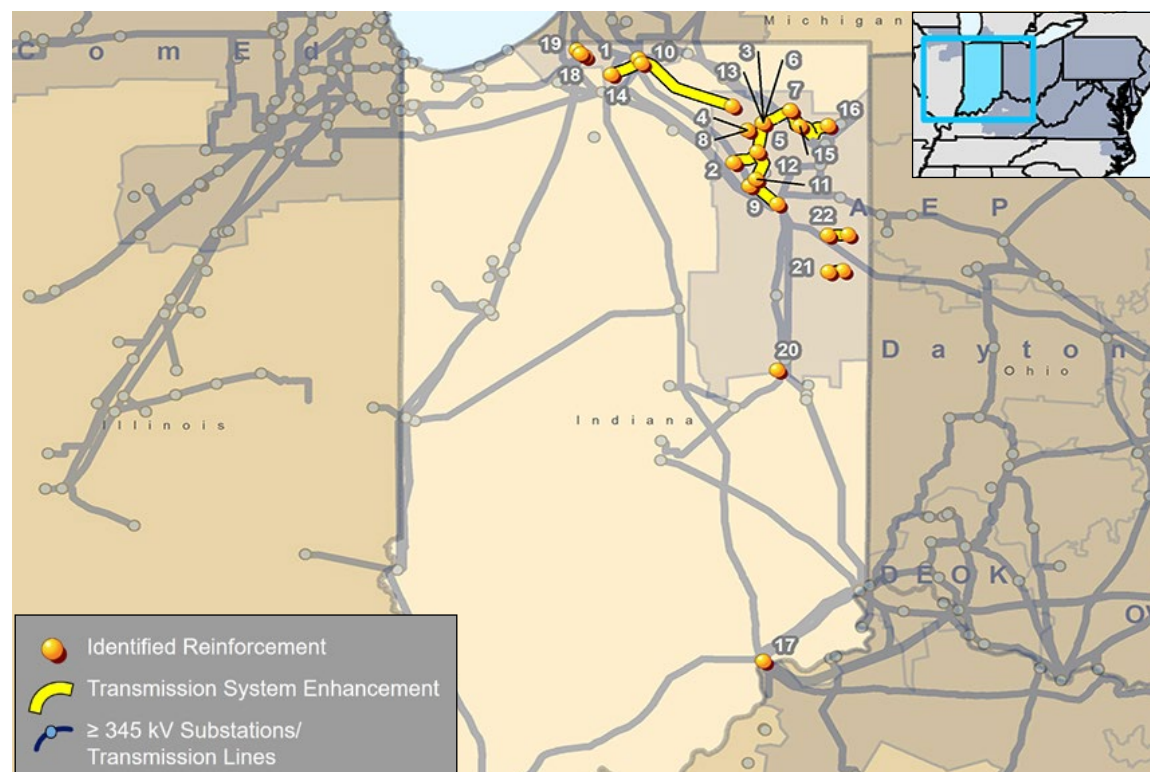 Michigan
ComEd
19
1
10
3
6
18
14
13
7
16
4
8
5
12
15
2
11
9
AEP
22
21
20
Dayton
Ohio
Illinois
Indiana
DEOK
OV
17
Identified Reinforcement
Transmission System Enhancement
≥ 345 kV Substations/
Transmission Lines